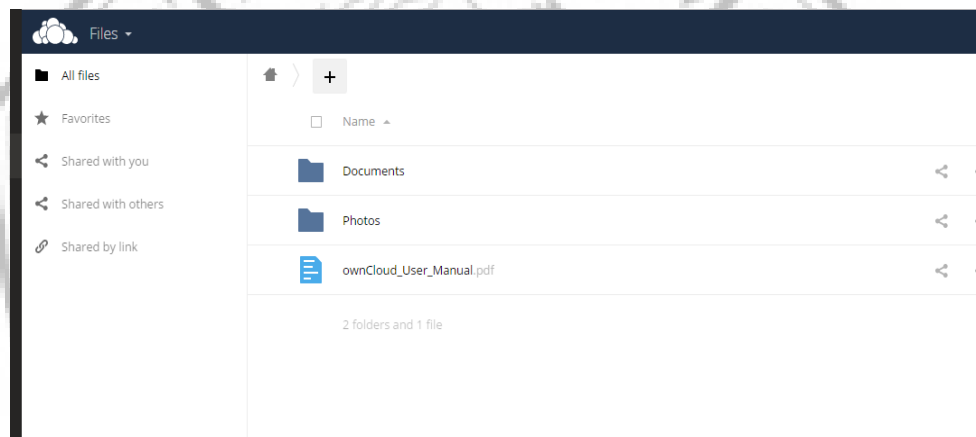 Files
All files
Favorites
Shared with you
Shared with others
Shared by link
+
Name
Documents
Photos
ownCloud_User_Manual.pdf
2 folders and 1 file